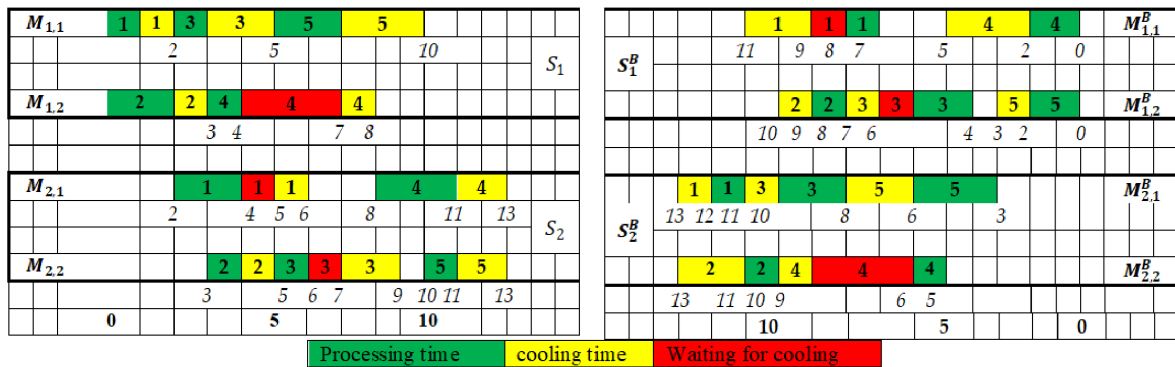 M1,1 1 1 3 3 5 5
2 5 10
S1
M1,2 2 2 4 4 4
3 4 7 8
M2,1 1 1 1 4 4
2 4 5 6 8 11 13
S2
M2,2 2 2 3 3 3 5 5
3 5 6 7 9 10 11 13
0 5 10
1 1 1 4 4 M^B_1,1
11 9 8 7 5 2 0
S^B_1
2 2 3 3 3 5 5 M^B_1,2
10 9 8 7 6 4 3 2 0
1 1 3 3 5 5 M^B_2,1
13 12 11 10 8 6 3
S^B_2
2 2 4 4 4 M^B_2,2
13 11 10 9 6 5
10 5 0
Processing time cooling time Waiting for cooling